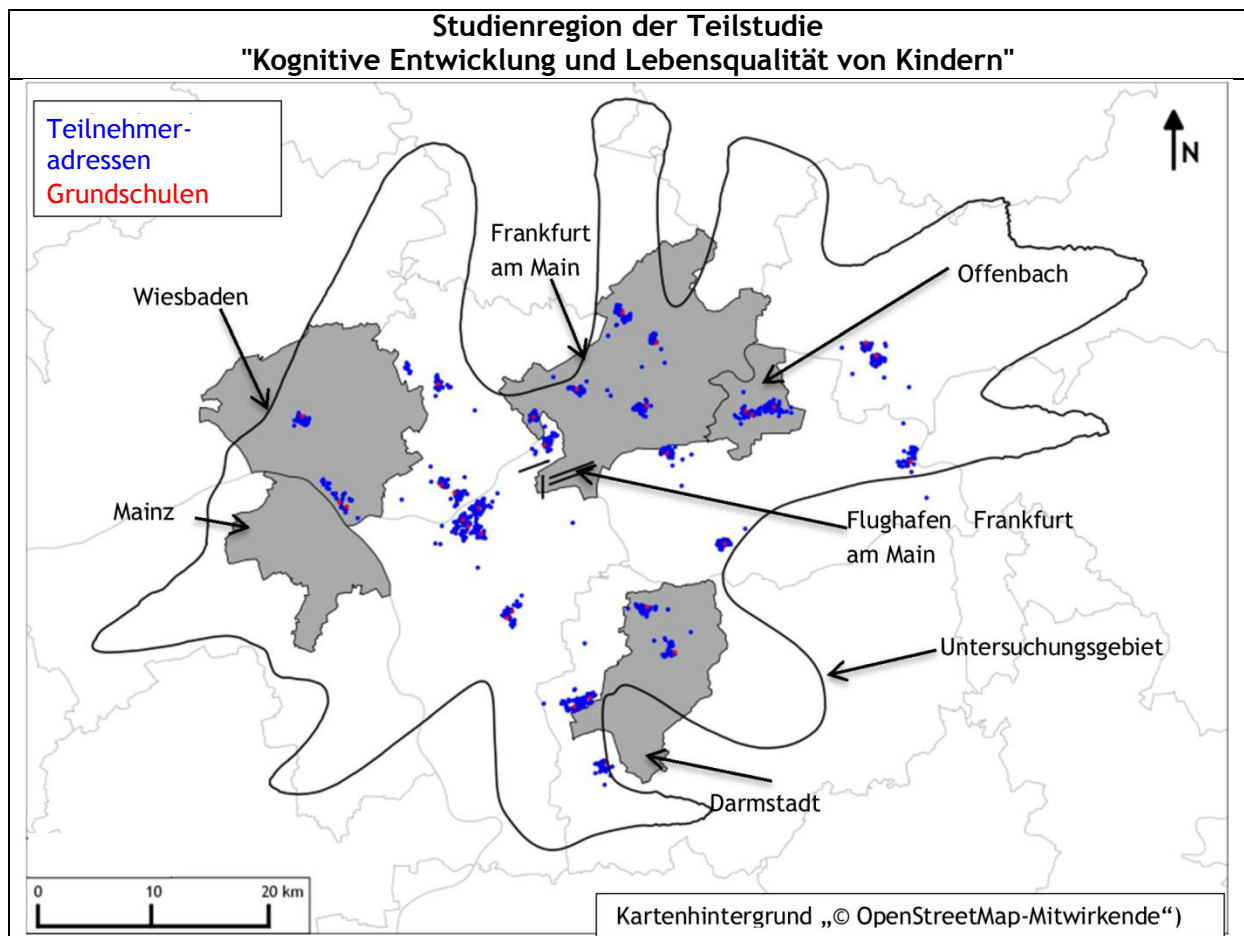 Studienregion der Teilstudie
"Kognitive Entwicklung und Lebensqualität von Kindern"
Teilnehmer-
adressen
Grundschulen
N
Frankfurt
am Main
Offenbach
Wiesbaden
Mainz
Flughafen Frankfurt
am Main
Untersuchungsgebiet
Darmstadt
0 10 20 km
Kartenhintergrund „© OpenStreetMap-Mitwirkende“)